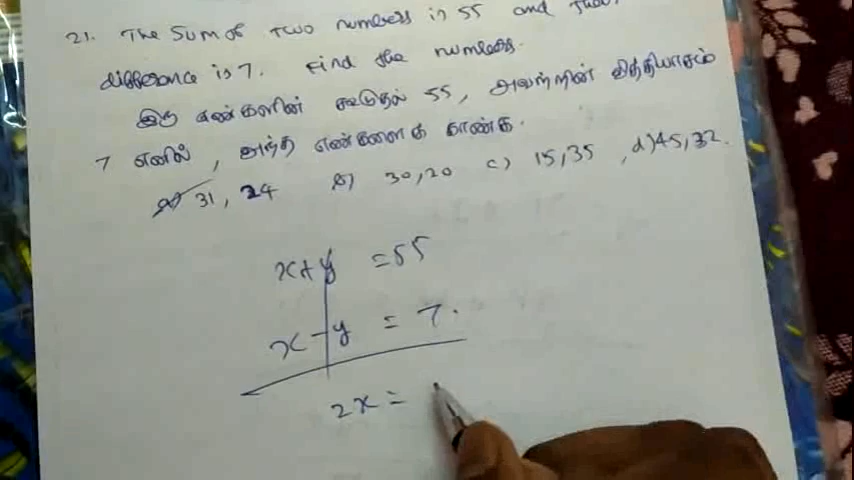 21. The Sum of Two numbers is 55 and their
difference is 7. Find the numbers.
இரு எண்களின் கூடுதல் 55, அவற்றின் வித்தியாசம்
7 எனில், அந்த எண்களைக் காண்க.
a) 31, 24 b) 30, 20 c) 15, 35, d) 45, 32.
x + y = 55
x - y = 7.
2x =